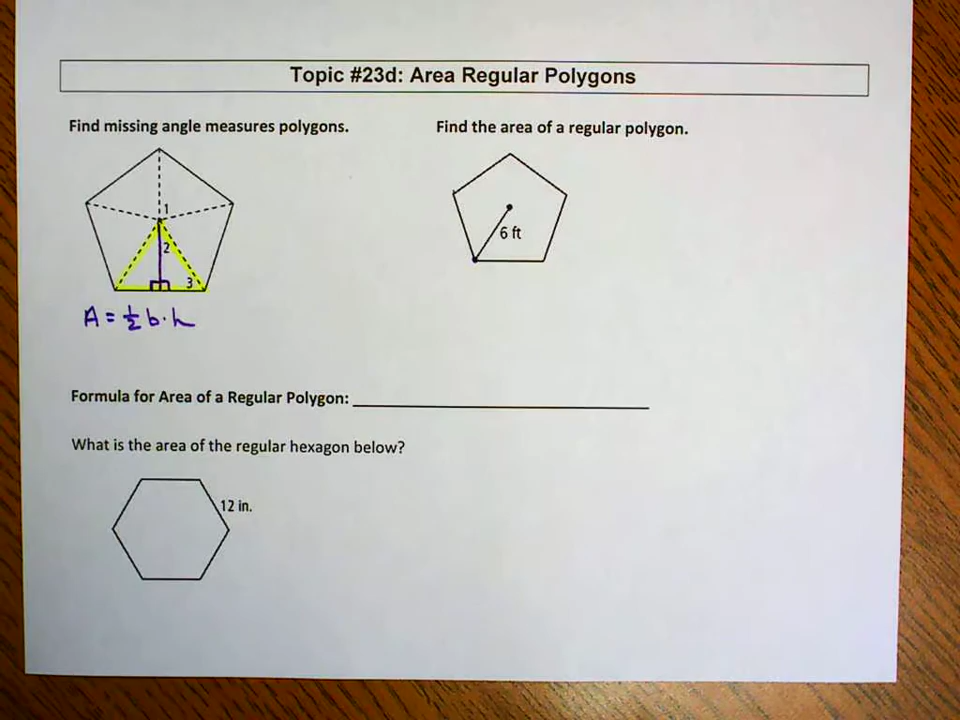 Topic #23d: Area Regular Polygons
Find missing angle measures polygons.
1
2
3
A = 1/2 b · h
Find the area of a regular polygon.
6 ft
Formula for Area of a Regular Polygon: ____________________
What is the area of the regular hexagon below?
12 in.